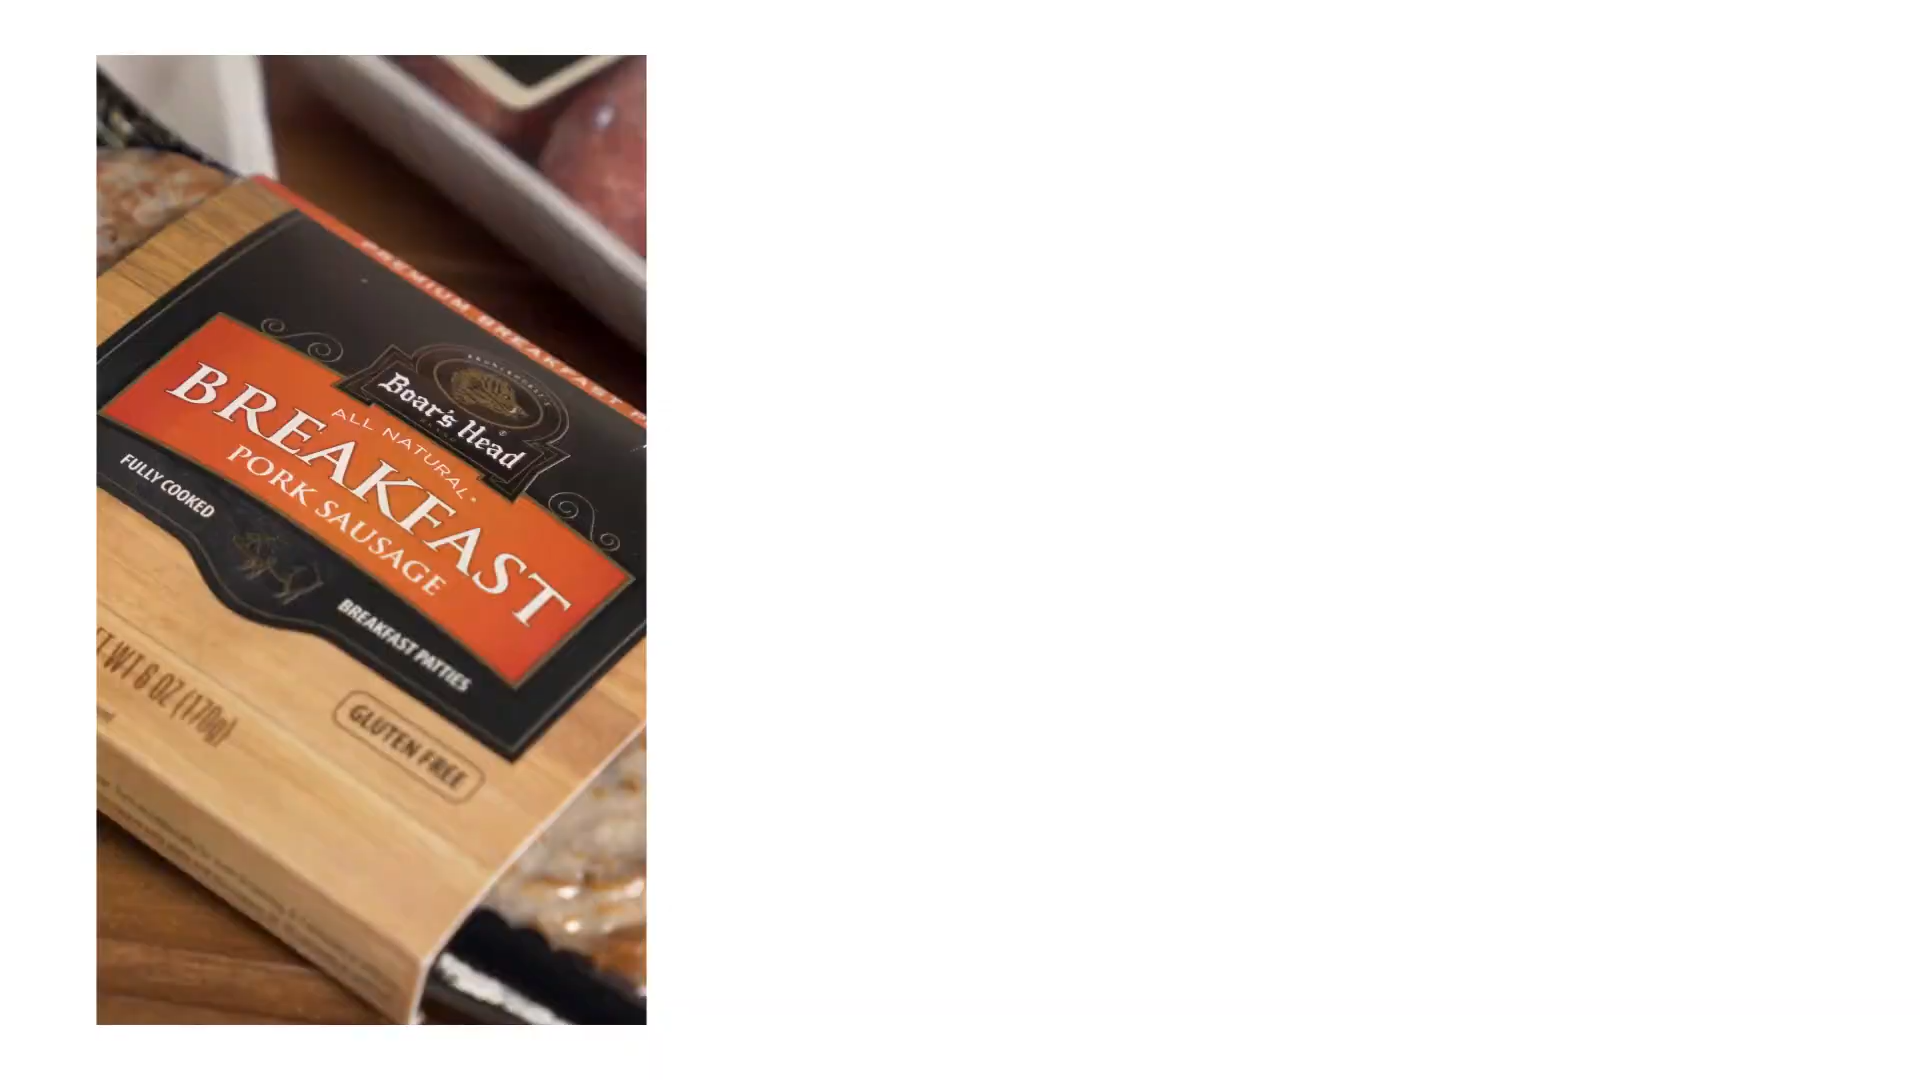 PREMIUM BREAKFAST
Boar's Head
ALL NATURAL*
BREAKFAST
PORK SAUSAGE
FULLY COOKED
BREAKFAST PATTIES
WT 6 OZ (170g)
GLUTEN FREE